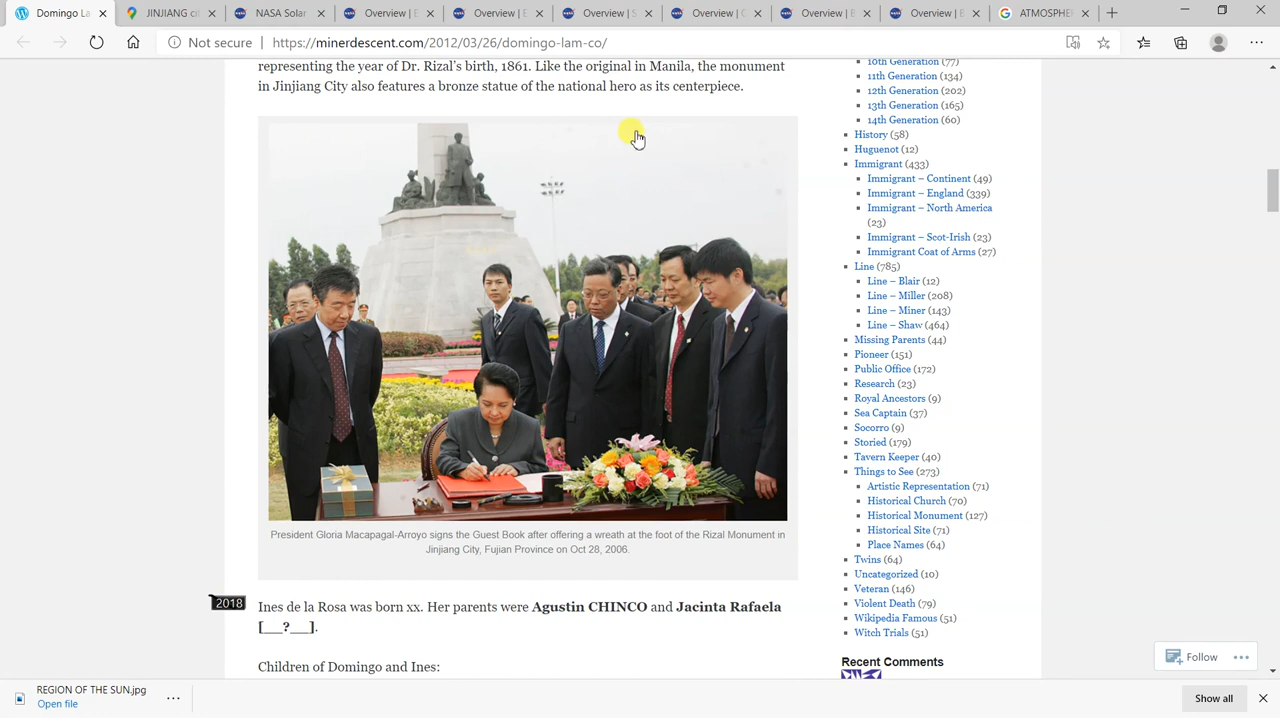 Domingo La
JINJIANG cit
NASA Solar
Overview | E
Overview | C
Overview | S
Overview | C
Overview | B
Overview | B
ATMOSPHER
Not secure
https://minerdescent.com/2012/03/26/domingo-lam-co/
representing the year of Dr. Rizal's birth, 1861. Like the original in Manila, the monument
in Jinjiang City also features a bronze statue of the national hero as its centerpiece.
President Gloria Macapagal-Arroyo signs the Guest Book after offering a wreath at the foot of the Rizal Monument in
Jinjiang City, Fujian Province on Oct 28, 2006.
2018
Ines de la Rosa was born xx. Her parents were Agustin CHINCO and Jacinta Rafaela
[__?__].
Children of Domingo and Ines:
10th Generation (77)
11th Generation (134)
12th Generation (202)
13th Generation (165)
14th Generation (60)
History (58)
Huguenot (12)
Immigrant (433)
Immigrant – Continent (49)
Immigrant – England (339)
Immigrant – North America
(23)
Immigrant – Scot-Irish (23)
Immigrant Coat of Arms (27)
Line (785)
Line – Blair (12)
Line – Miller (208)
Line – Miner (143)
Line – Shaw (464)
Missing Parents (44)
Pioneer (151)
Public Office (172)
Research (23)
Royal Ancestors (9)
Sea Captain (37)
Socorro (9)
Storied (179)
Tavern Keeper (40)
Things to See (273)
Artistic Representation (71)
Historical Church (70)
Historical Monument (127)
Historical Site (71)
Place Names (64)
Twins (64)
Uncategorized (10)
Veteran (146)
Violent Death (79)
Wikipedia Famous (51)
Witch Trials (51)
Recent Comments
Follow
REGION OF THE SUN.jpg
Open file
Show all